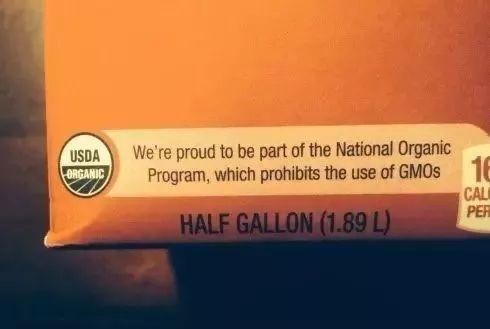 USDA
ORGANIC
We're proud to be part of the National Organic
Program, which prohibits the use of GMOs
HALF GALLON (1.89 L)